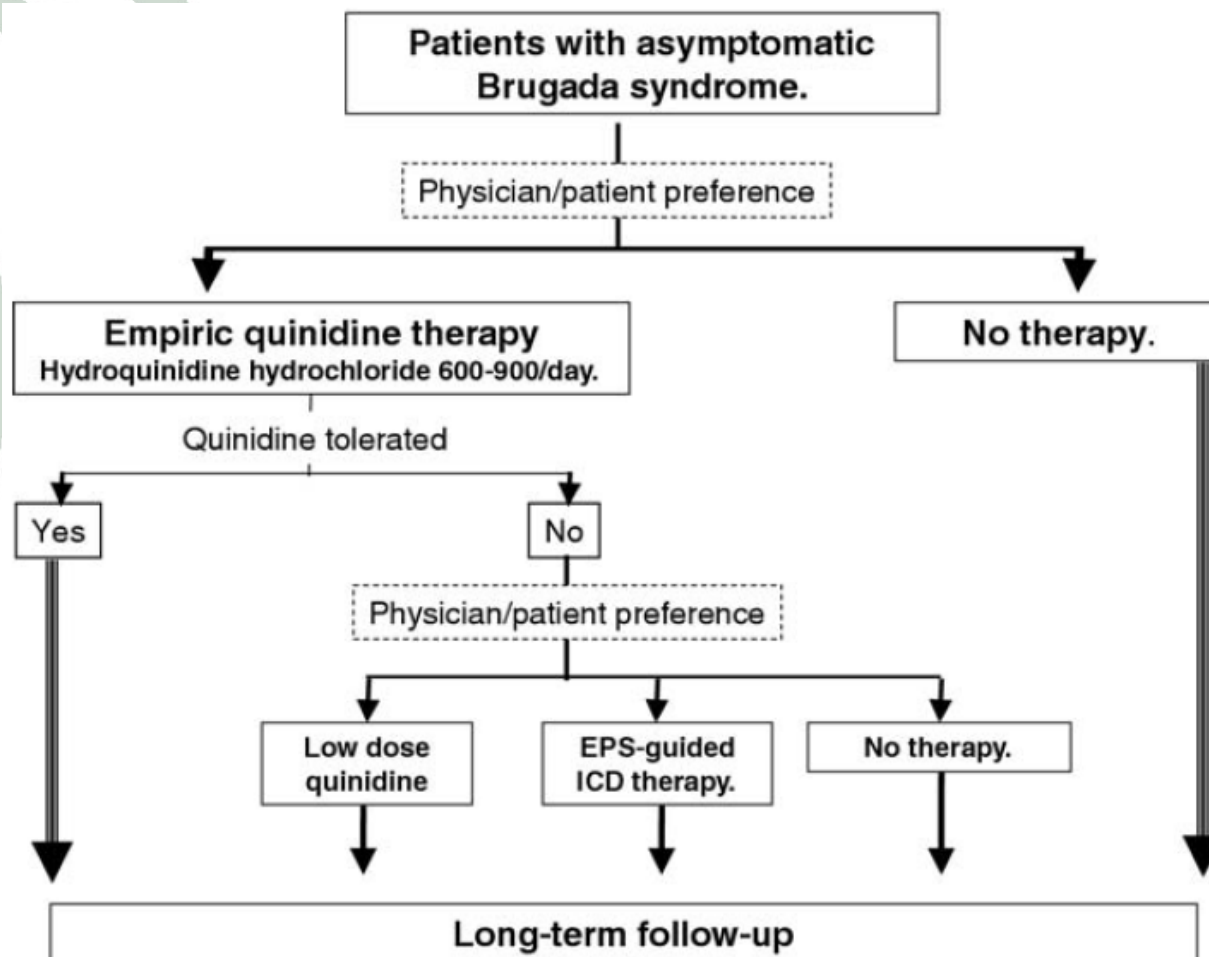 Patients with asymptomatic
Brugada syndrome.
Physician/patient preference
Empiric quinidine therapy
Hydroquinidine hydrochloride 600-900/day.
No therapy.
Quinidine tolerated
Yes
No
Physician/patient preference
Low dose
quinidine
EPS-guided
ICD therapy.
No therapy.
Long-term follow-up